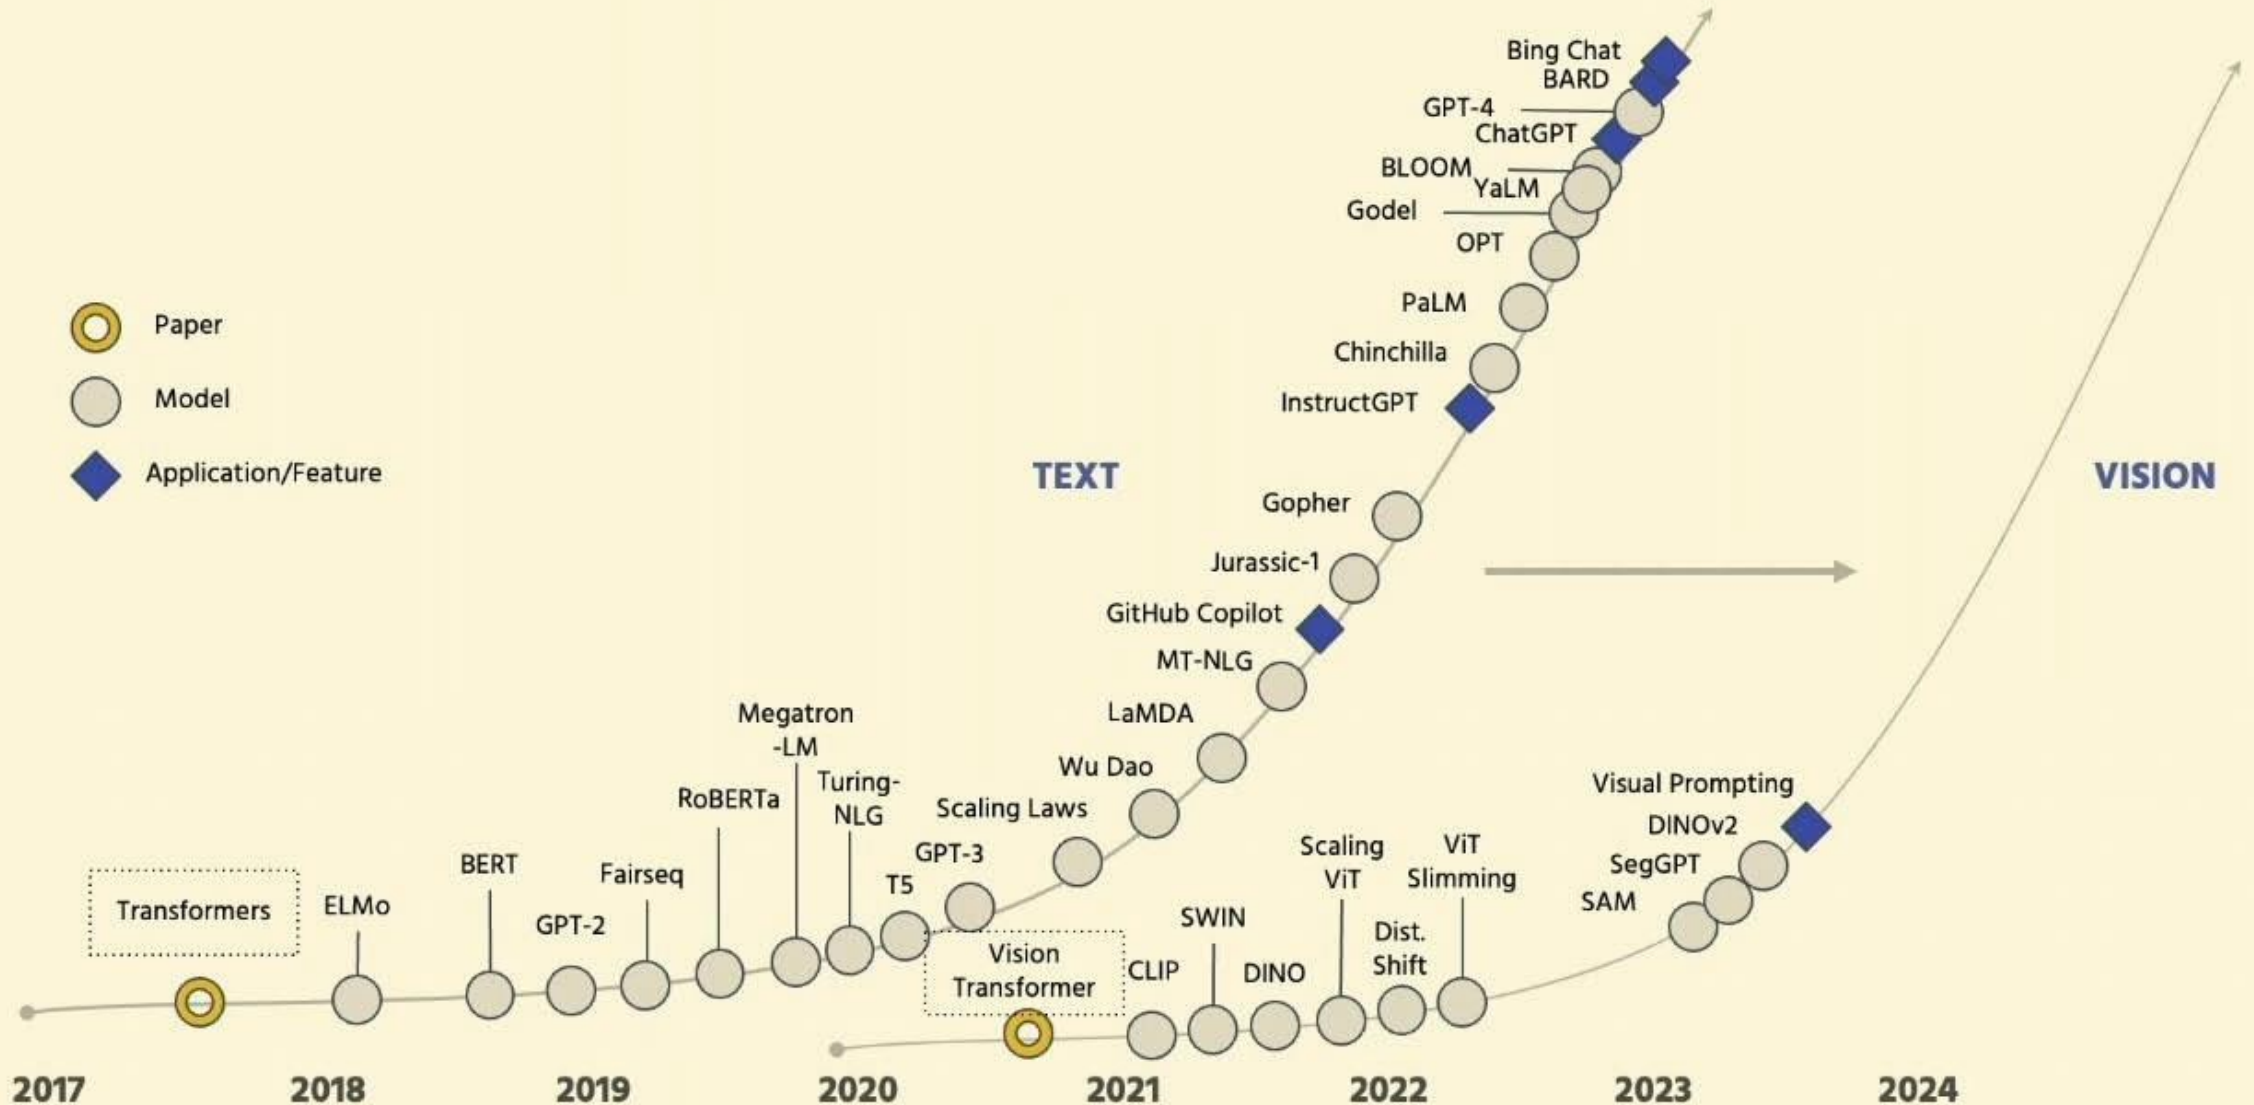 Bing Chat
BARD
GPT-4
ChatGPT
BLOOM
YaLM
Godel
OPT
PaLM
Chinchilla
InstructGPT
Gopher
Jurassic-1
GitHub Copilot
MT-NLG
LaMDA
Wu Dao
Scaling Laws
GPT-3
T5
Turing-
NLG
Megatron
-LM
RoBERTa
Fairseq
GPT-2
BERT
ELMo
Transformers
Paper
Model
Application/Feature
TEXT
VISION
Visual Prompting
DINOv2
SegGPT
SAM
ViT
Slimming
Dist.
Shift
Scaling
ViT
DINO
SWIN
CLIP
Vision
Transformer
2017
2018
2019
2020
2021
2022
2023
2024